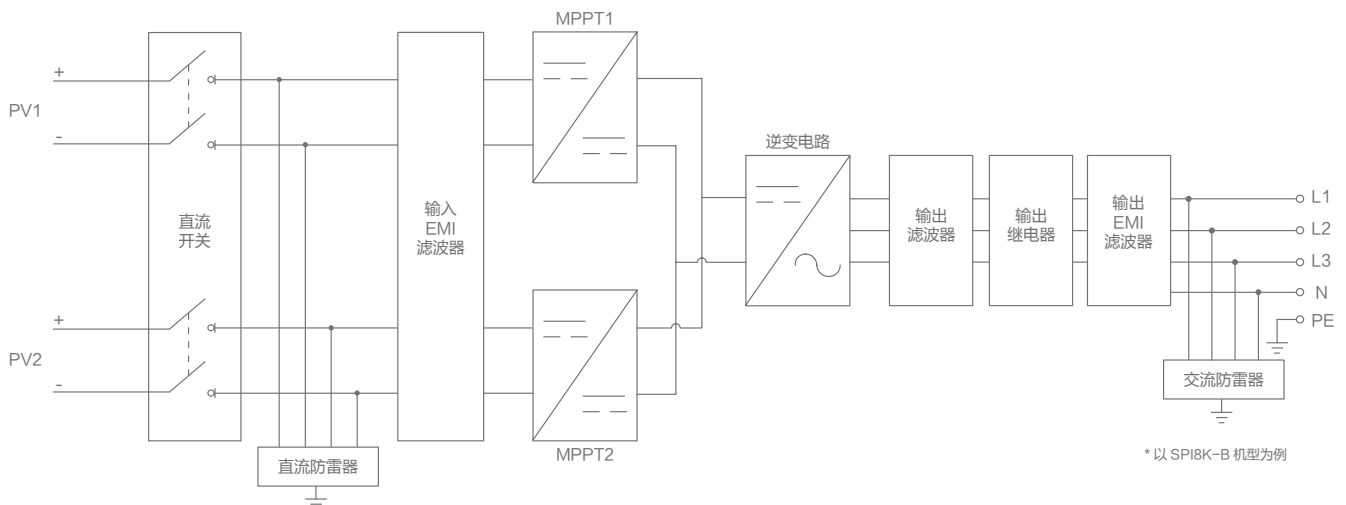 MPPT1
+
PV1
-
直流
开关
输入
EMI
滤波器
逆变电路
输出
滤波器
输出
继电器
输出
EMI
滤波器
L1
L2
L3
N
PE
+
PV2
-
直流防雷器
MPPT2
交流防雷器
* 以 SPI8K-B 机型为例